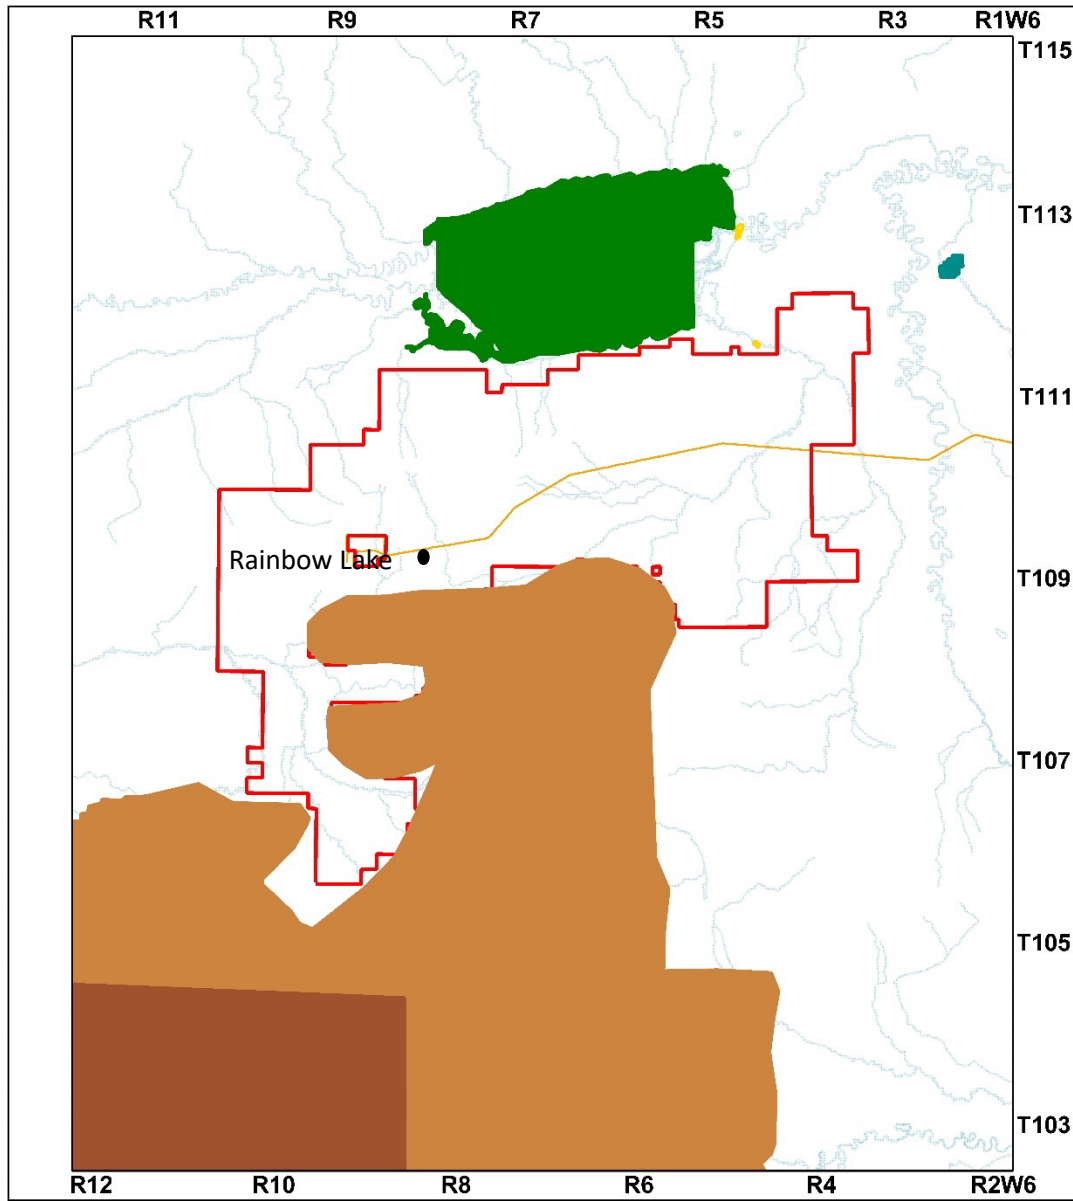 R11 R9 R7 R5 R3 R1W6
T115
T113
T111
Rainbow Lake
T109
T107
T105
T103
R12 R10 R8 R6 R4 R2W6